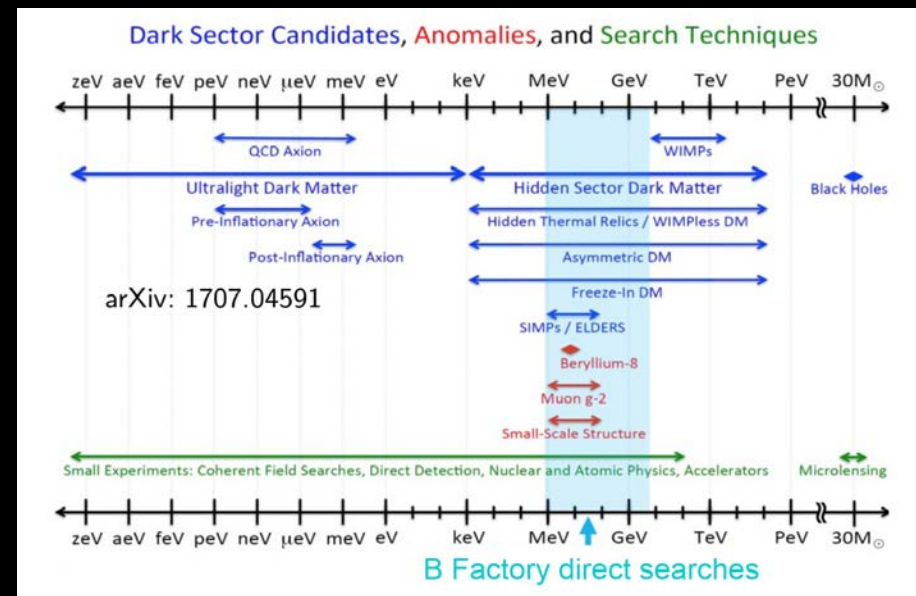 Dark Sector Candidates, Anomalies, and Search Techniques
zeV aeV feV peV neV μeV meV eV keV MeV GeV TeV PeV 30M☉
QCD Axion
WIMPs
Ultralight Dark Matter
Hidden Sector Dark Matter
Black Holes
Pre-Inflationary Axion
Hidden Thermal Relics / WIMPless DM
Post-Inflationary Axion
Asymmetric DM
arXiv: 1707.04591
Freeze-In DM
SIMPs / ELDERS
Beryllium-8
Muon g-2
Small-Scale Structure
Small Experiments: Coherent Field Searches, Direct Detection, Nuclear and Atomic Physics, Accelerators
Microlensing
zeV aeV feV peV neV μeV meV eV keV MeV GeV TeV PeV 30M☉
B Factory direct searches